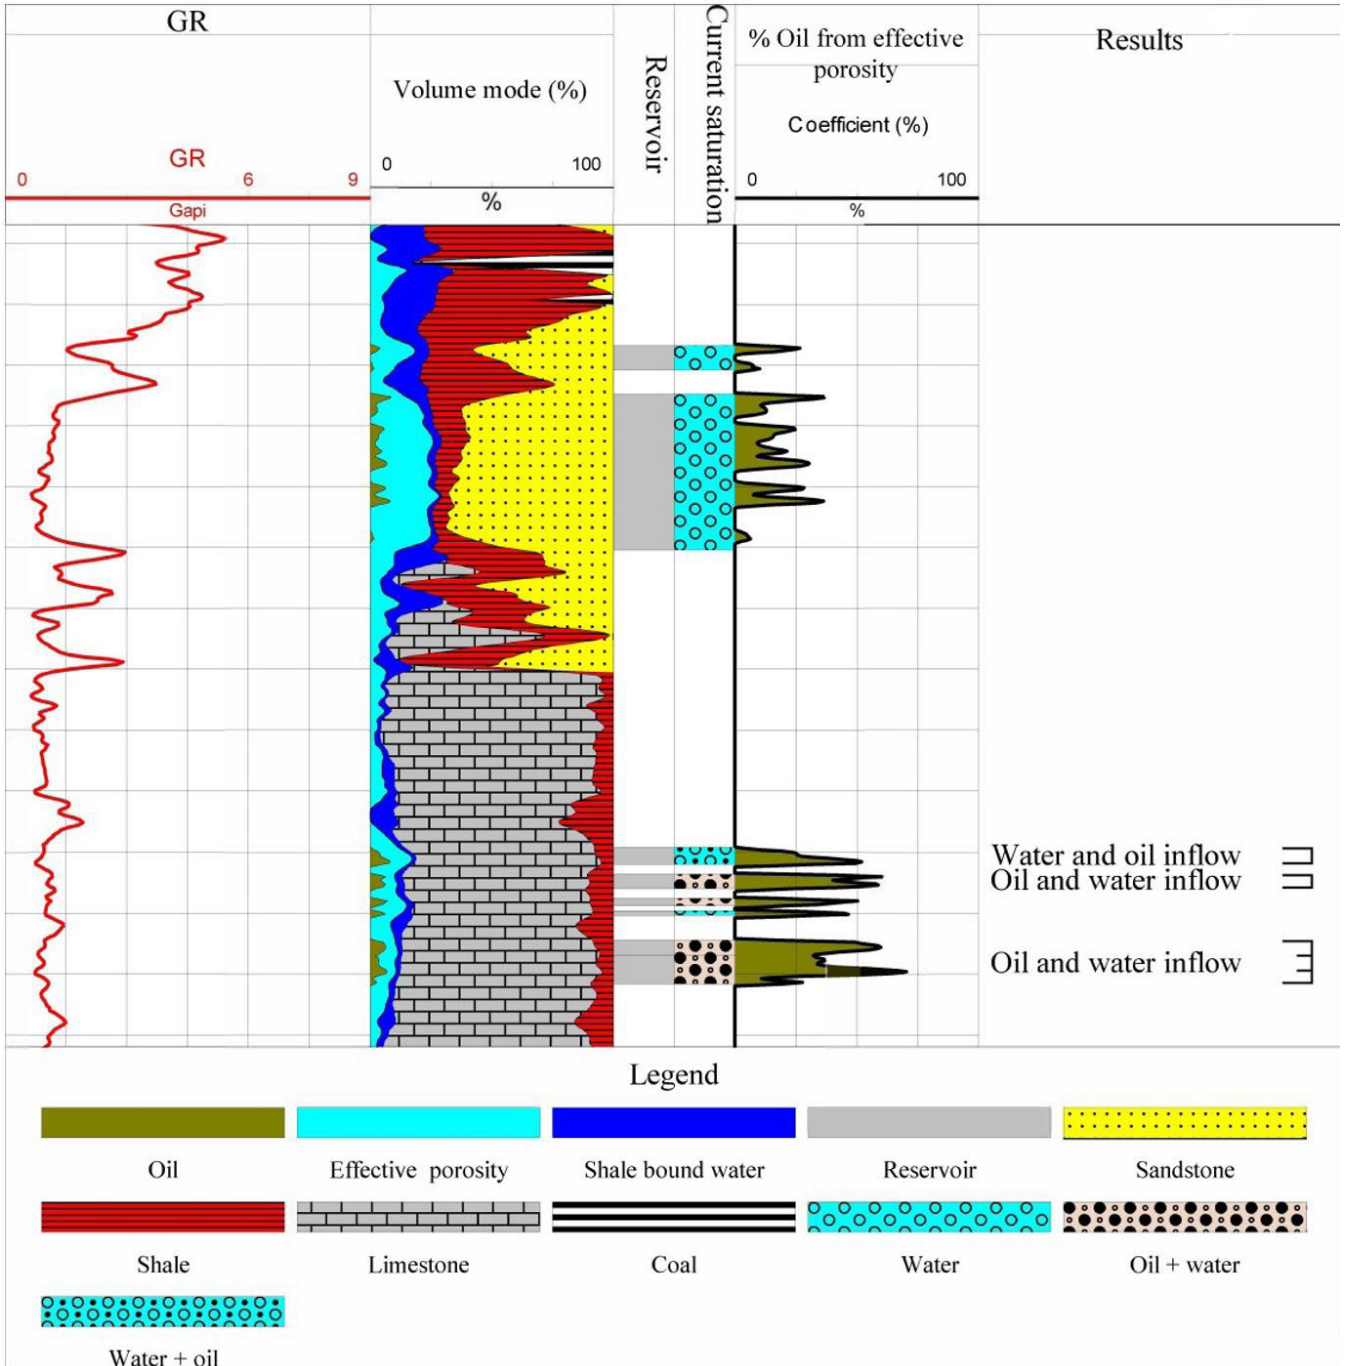 GR
GR
0 6 9
Gapi
Volume mode (%)
0 100
%
Reservoir
Current saturation
% Oil from effective
porosity
Coefficient (%)
0 100
%
Results
Water and oil inflow
Oil and water inflow
Oil and water inflow
Legend
Oil
Effective porosity
Shale bound water
Reservoir
Sandstone
Shale
Limestone
Coal
Water
Oil + water
Water + oil